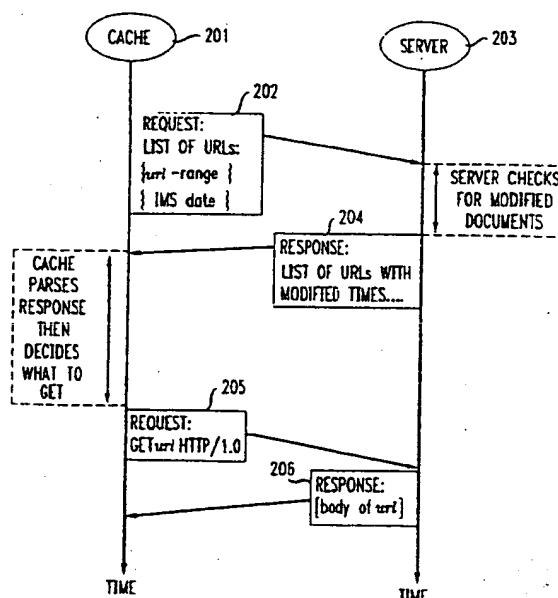 CACHE
201
SERVER
203
202
REQUEST:
LIST OF URLs:
{url-range }
{ IMS date }
SERVER CHECKS
FOR MODIFIED
DOCUMENTS
204
RESPONSE:
LIST OF URLs WITH
MODIFIED TIMES....
CACHE
PARSES
RESPONSE
THEN
DECIDES
WHAT TO
GET
205
REQUEST:
GET url HTTP/1.0
206
RESPONSE:
[body of url]
TIME
TIME